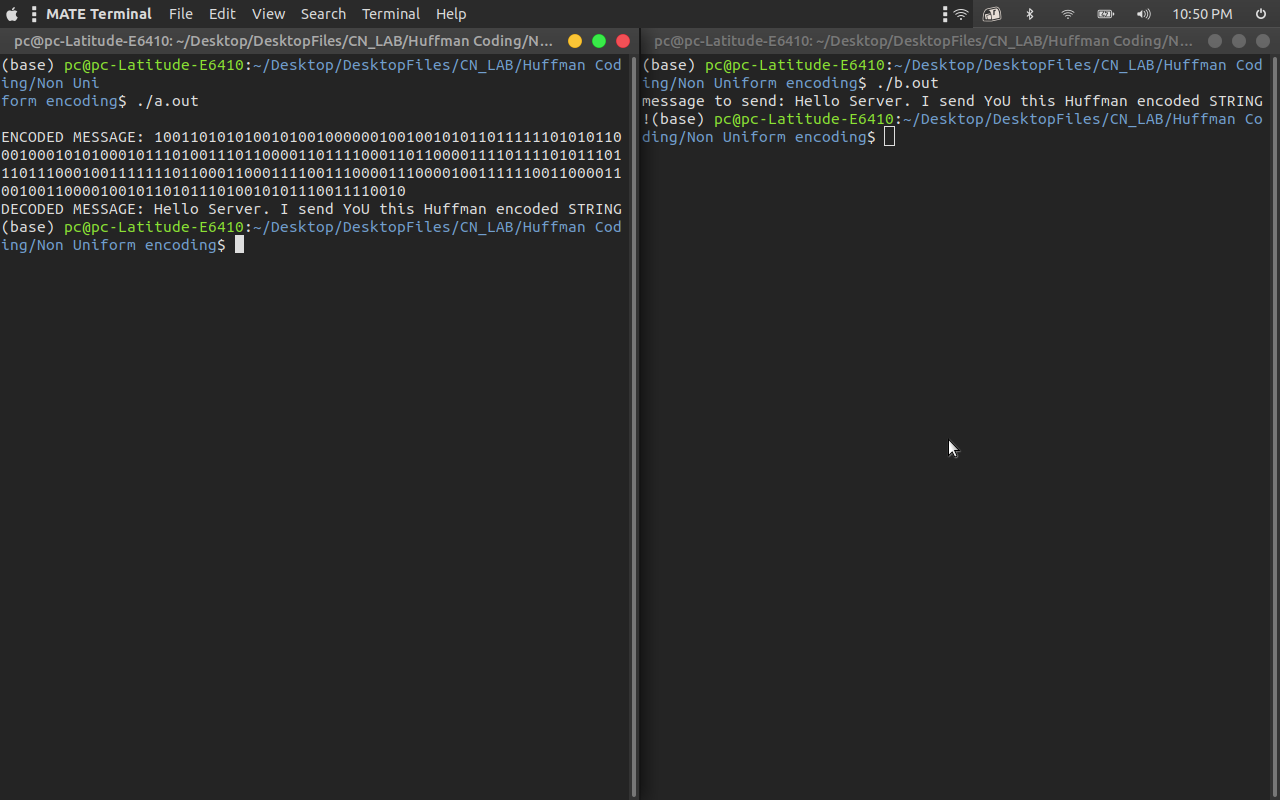 MATE Terminal File Edit View Search Terminal Help 10:50 PM
pc@pc-Latitude-E6410: ~/Desktop/DesktopFiles/CN_LAB/Huffman Coding/N...
(base) pc@pc-Latitude-E6410:~/Desktop/DesktopFiles/CN_LAB/Huffman Cod
ing/Non Uni
form encoding$ ./a.out
ENCODED MESSAGE: 1001101010100101001000000100100101011011111101010110
000100010101000101110100111011000011011110001101100001111011110101111101
110111000100111111110110001100011110011100001110000100111111001100001 1
001001100001001011010111010010101110011110010
DECODED MESSAGE: Hello Server. I send YoU this Huffman encoded STRING
(base) pc@pc-Latitude-E6410:~/Desktop/DesktopFiles/CN_LAB/Huffman Cod
ing/Non Uniform encoding$
pc@pc-Latitude-E6410: ~/Desktop/DesktopFiles/CN_LAB/Huffman Coding/N...
(base) pc@pc-Latitude-E6410:~/Desktop/DesktopFiles/CN_LAB/Huffman Cod
ing/Non Uniform encoding$ ./b.out
message to send: Hello Server. I send YoU this Huffman encoded STRING
!(base) pc@pc-Latitude-E6410:~/Desktop/DesktopFiles/CN_LAB/Huffman Co
ding/Non Uniform encoding$